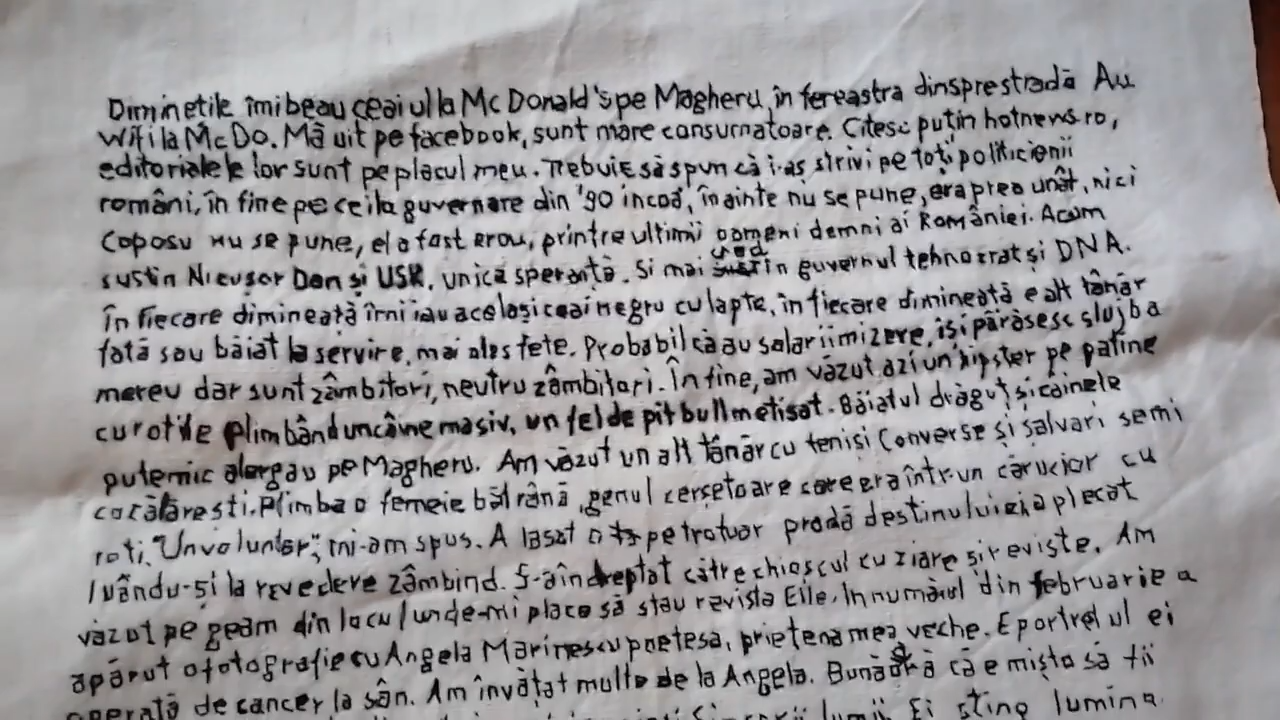 Diminețile îmi beau ceaiul la McDonald's pe Magheru, în fereastra dinspre stradă Au
Wifi la McDo. Mă uit pe facebook, sunt mare consumatoare. Citesc puțin hotnews.ro,
editorialele lor sunt pe placul meu. Trebuie să spun că i-aș strivi pe toți politicienii
români, în fine pe cei la guvernare din '90 încoa', înainte nu se pune, era prea urât, nici
Coposu nu se pune, el a fost erou, printre ultimii oameni demni ai României. Acum
susțin Nicușor Dan și USR, unica speranță. Și mai cred în guvernul tehnocrat și DNA.
În fiecare dimineață îmi iau același ceai negru cu lapte, în fiecare dimineață e alt tânăr
fată sau băiat la servire, mai ales fete. Probabil că au salarii mizere, își părăsesc slujba
mereu dar sunt zâmbitori, neutru zâmbitori. În fine, am văzut azi un hipster pe patine
cu rotile plimbând un câine masiv, un fel de pitbull metisat. Băiatul drăguț și cainele
puternic alergau pe Magheru. Am văzut un alt tânăr cu teniși Converse și șalvari semi
cocălărești. Plimba o femeie bătrână, genul cerșetoare care era într-un cărucior cu
roti. "Un voluntar", mi-am spus. A lasat o pe trotuar pradă destinului și a plecat
luându-și la revedere zâmbind. S-a îndreptat către chioșcul cu ziare și reviste. Am
văzut pe geam din locul unde-mi place să stau revista Elle. In numărul din februarie a
apărut o fotografie cu Angela Marinescu poetesa, prietena mea veche. E portretul ei
operată de cancer la sân. Am învățat multe de la Angela. Bunăoară că e mișto să fii
lumii. Ei sting lumina